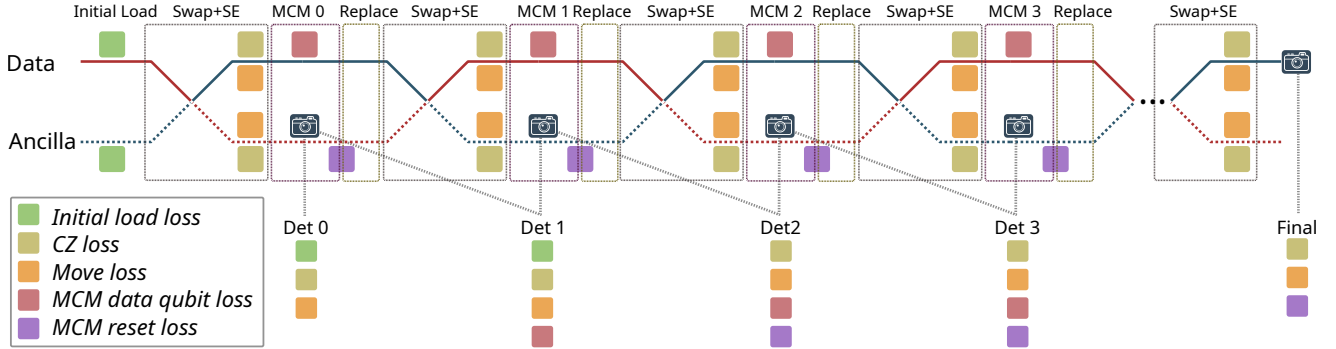 Initial Load Swap+SE MCM 0 Replace Swap+SE MCM 1 Replace Swap+SE MCM 2 Replace Swap+SE MCM 3 Replace Swap+SE
Data
Ancilla
Initial load loss
CZ loss
Move loss
MCM data qubit loss
MCM reset loss
Det 0 Det 1 Det2 Det 3 Final